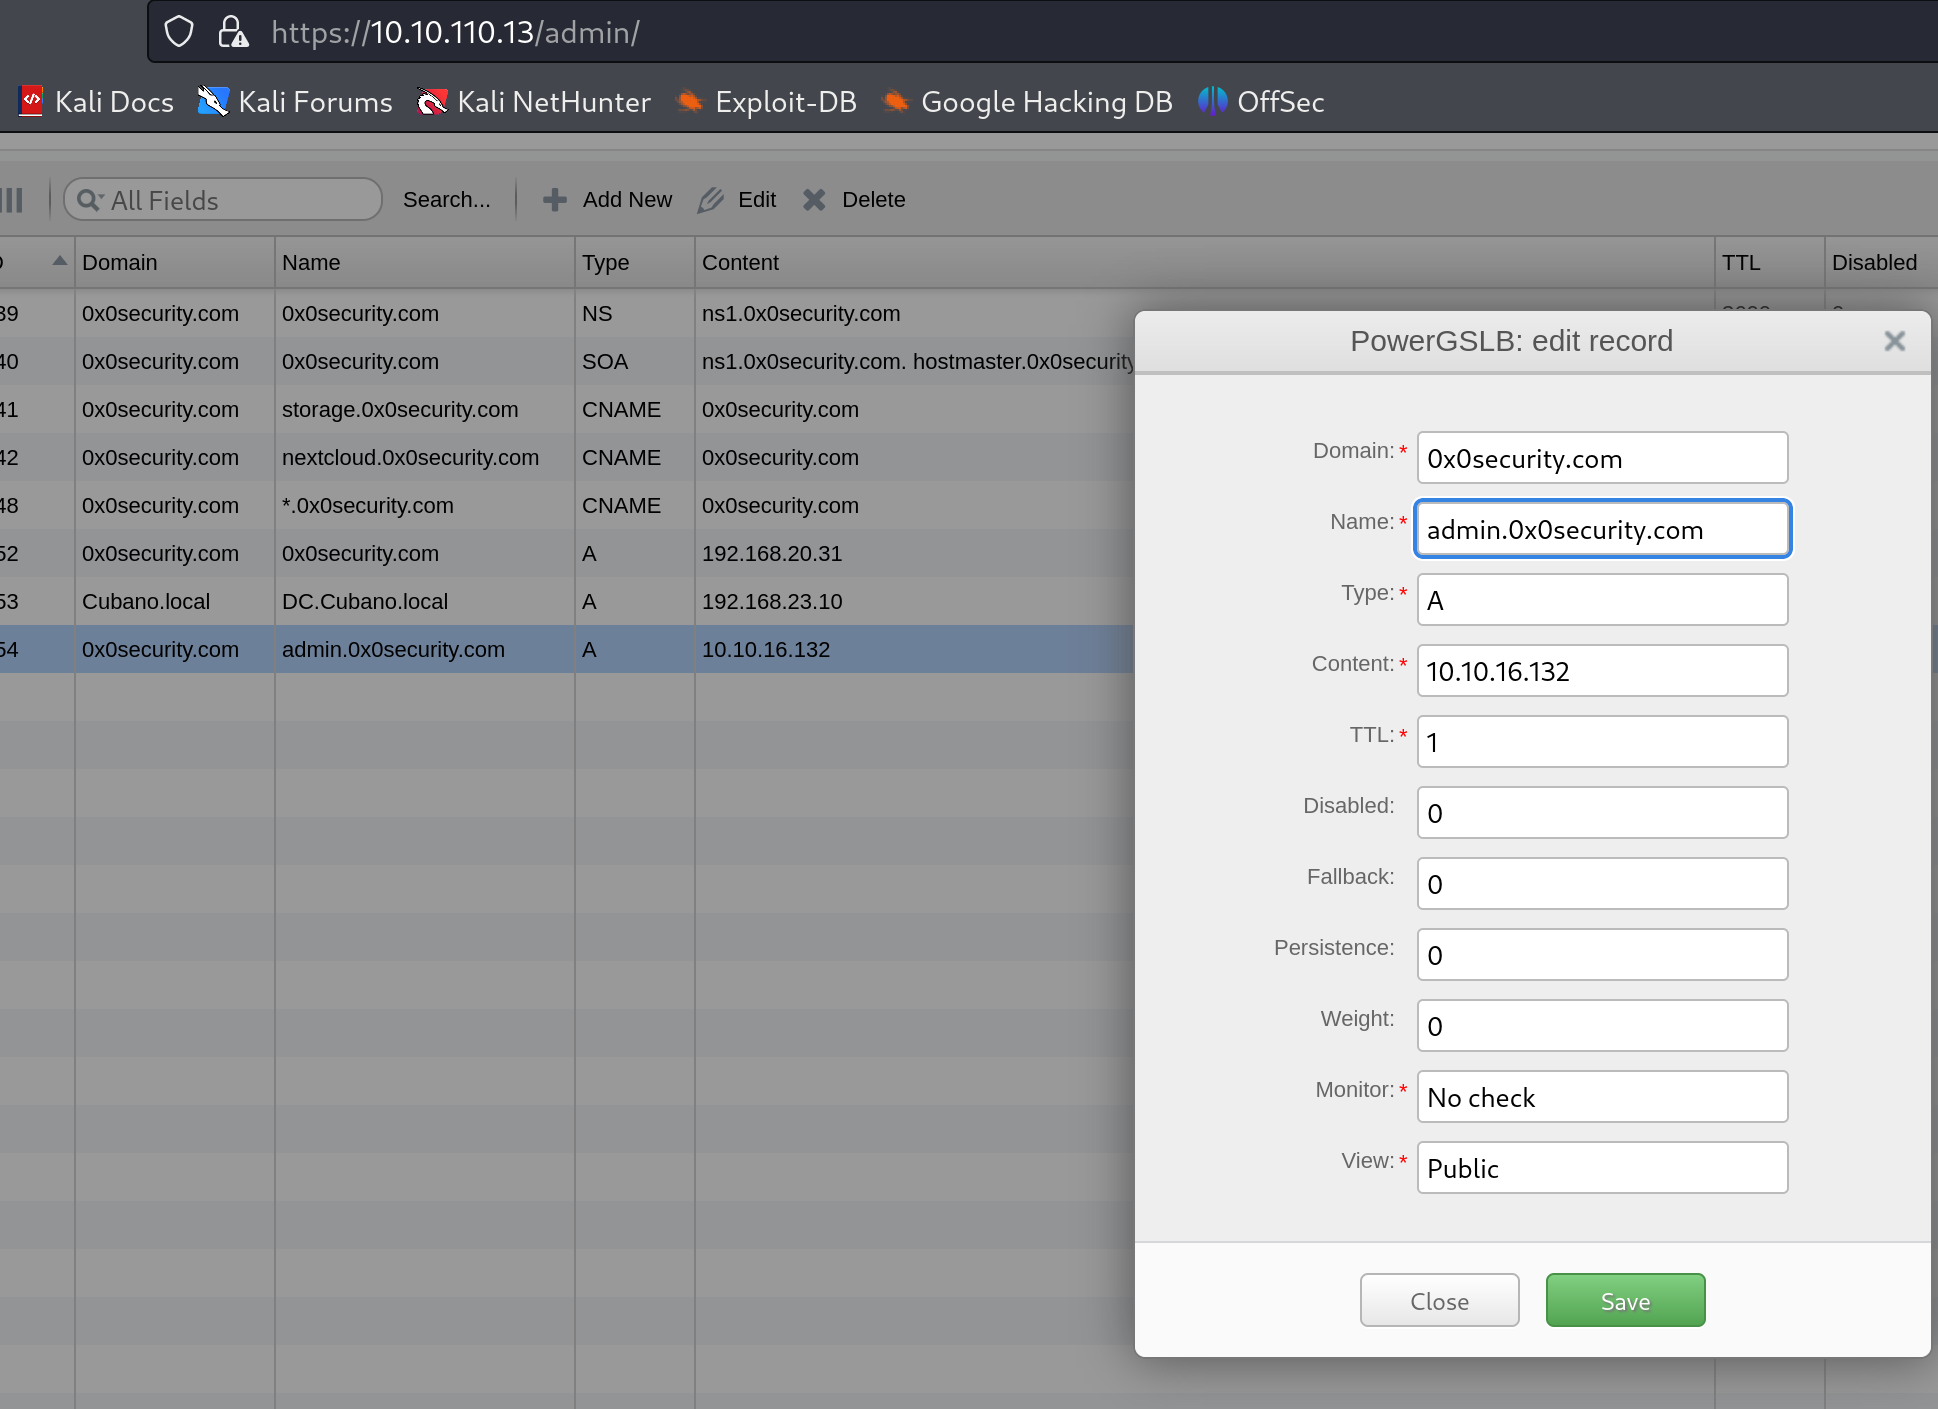 https://10.10.110.13/admin/
Kali Docs Kali Forums Kali NetHunter Exploit-DB Google Hacking DB OffSec
All Fields Search... Add New Edit Delete
Domain Name Type Content TTL Disabled
39 0x0security.com 0x0security.com NS ns1.0x0security.com
40 0x0security.com 0x0security.com SOA ns1.0x0security.com. hostmaster.0x0security
41 0x0security.com storage.0x0security.com CNAME 0x0security.com
42 0x0security.com nextcloud.0x0security.com CNAME 0x0security.com
48 0x0security.com *.0x0security.com CNAME 0x0security.com
52 0x0security.com 0x0security.com A 192.168.20.31
53 Cubano.local DC.Cubano.local A 192.168.23.10
54 0x0security.com admin.0x0security.com A 10.10.16.132
PowerGSLB: edit record
Domain:* 0x0security.com
Name:* admin.0x0security.com
Type:* A
Content:* 10.10.16.132
TTL:* 1
Disabled: 0
Fallback: 0
Persistence: 0
Weight: 0
Monitor:* No check
View:* Public
Close Save